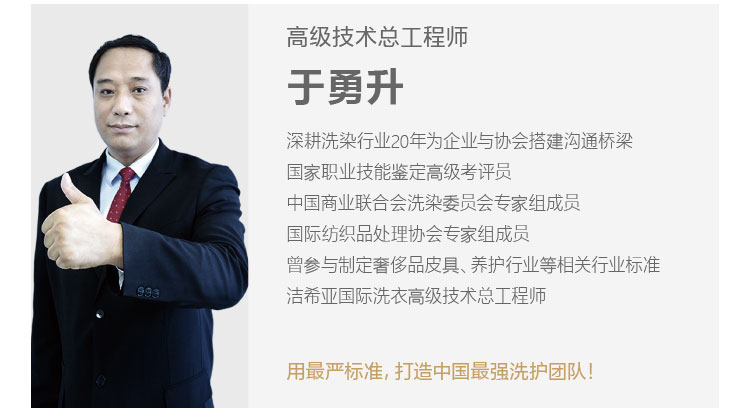 高级技术总工程师
于勇升
深耕洗染行业20年为企业与协会搭建沟通桥梁
国家职业技能鉴定高级考评员
中国商业联合会洗染委员会专家组成员
国际纺织品处理协会专家组成员
曾参与制定奢侈品皮具、养护行业等相关行业标准
洁希亚国际洗衣高级技术总工程师
用最严标准，打造中国最强洗护团队！